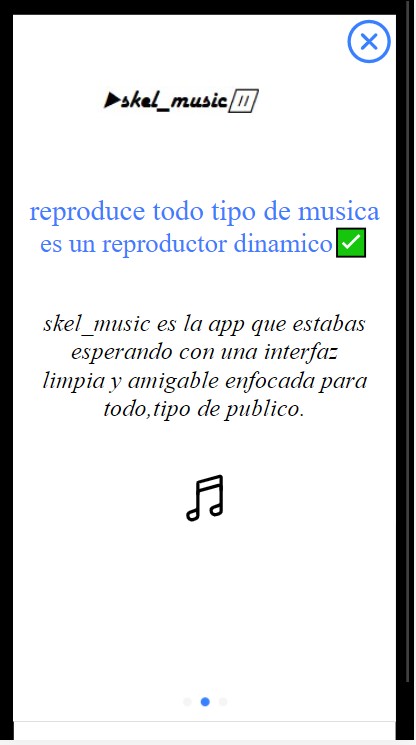 ▶skel_music⏸
reproduce todo tipo de musica
es un reproductor dinamico✅
skel_music es la app que estabas
esperando con una interfaz
limpia y amigable enfocada para
todo,tipo de publico.